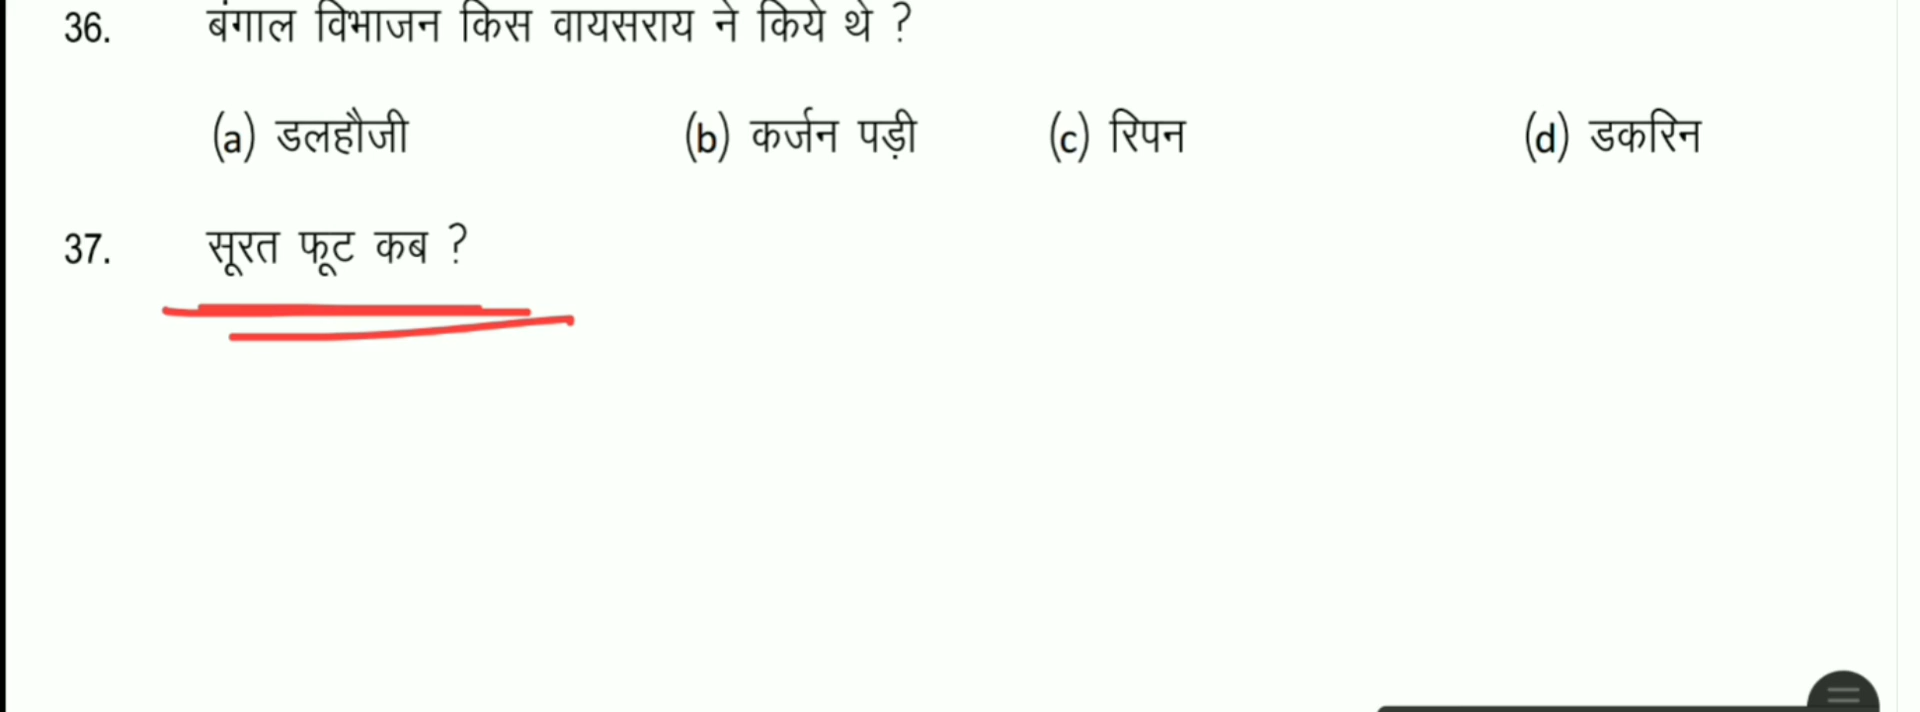 36. बंगाल विभाजन किस वायसराय ने किये थे ?
(a) डलहौजी (b) कर्जन पड़ी (c) रिपन (d) डकरिन
37. सूरत फूट कब ?